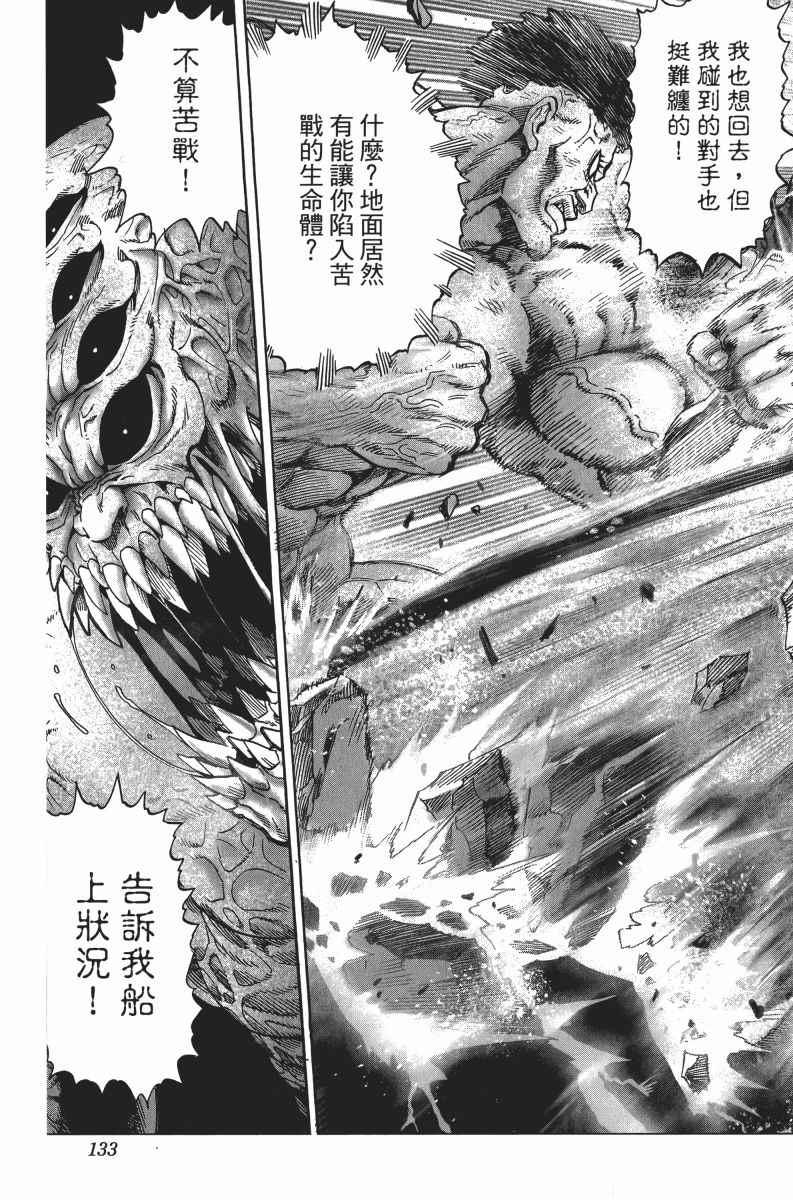 我也想回去，但
我碰到的對手也
挺難纏的！
什麼？地面居然
有能讓你陷入苦
戰的生命體？
不算苦戰！
告訴我船
上狀況！
133